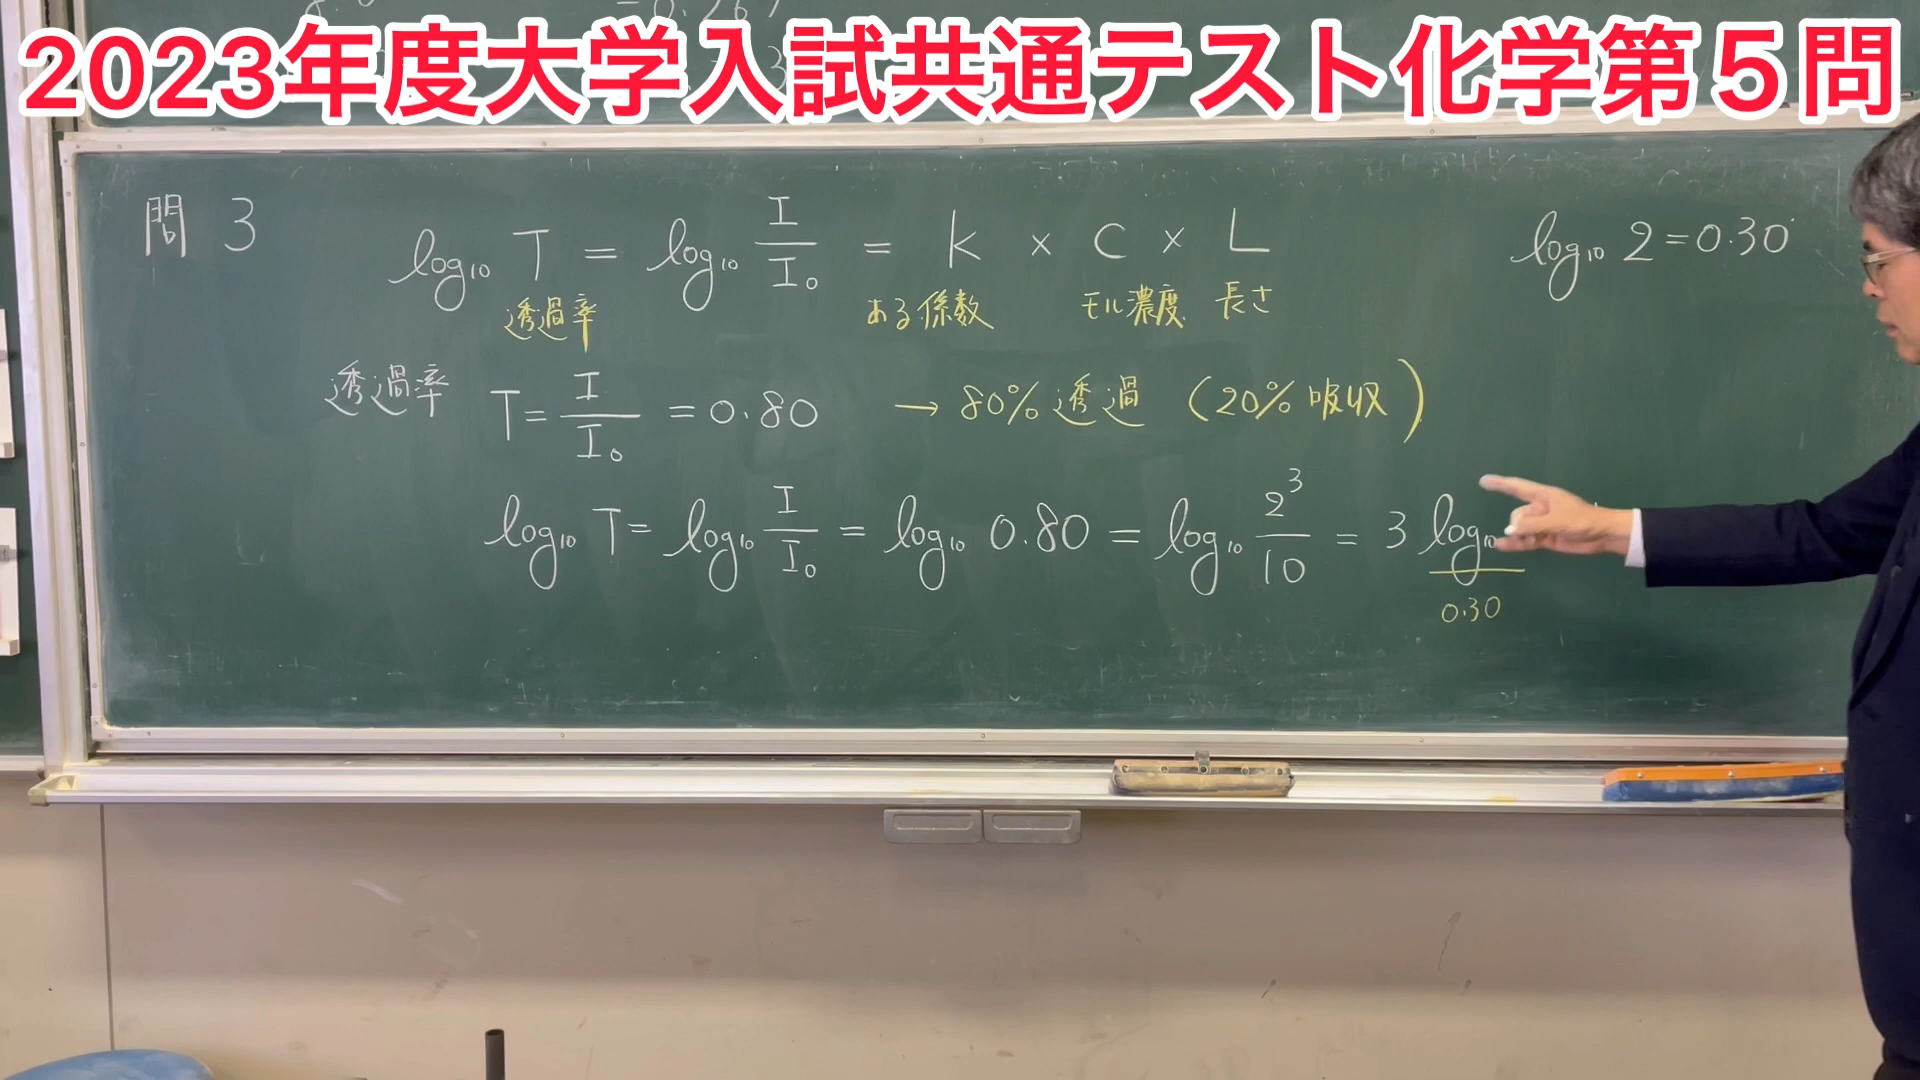 2023年度大学入試共通テスト化学第5問
問 3
log₁₀ T = log₁₀ I/I₀ = K × C × L
log₁₀ 2 = 0.30
透過率 ある係数 モル濃度 長さ
透過率 T = I/I₀ = 0.80 → 80%透過 (20%吸収)
log₁₀ T = log₁₀ I/I₀ = log₁₀ 0.80 = log₁₀ 2³/10 = 3 log₁₀
0.30